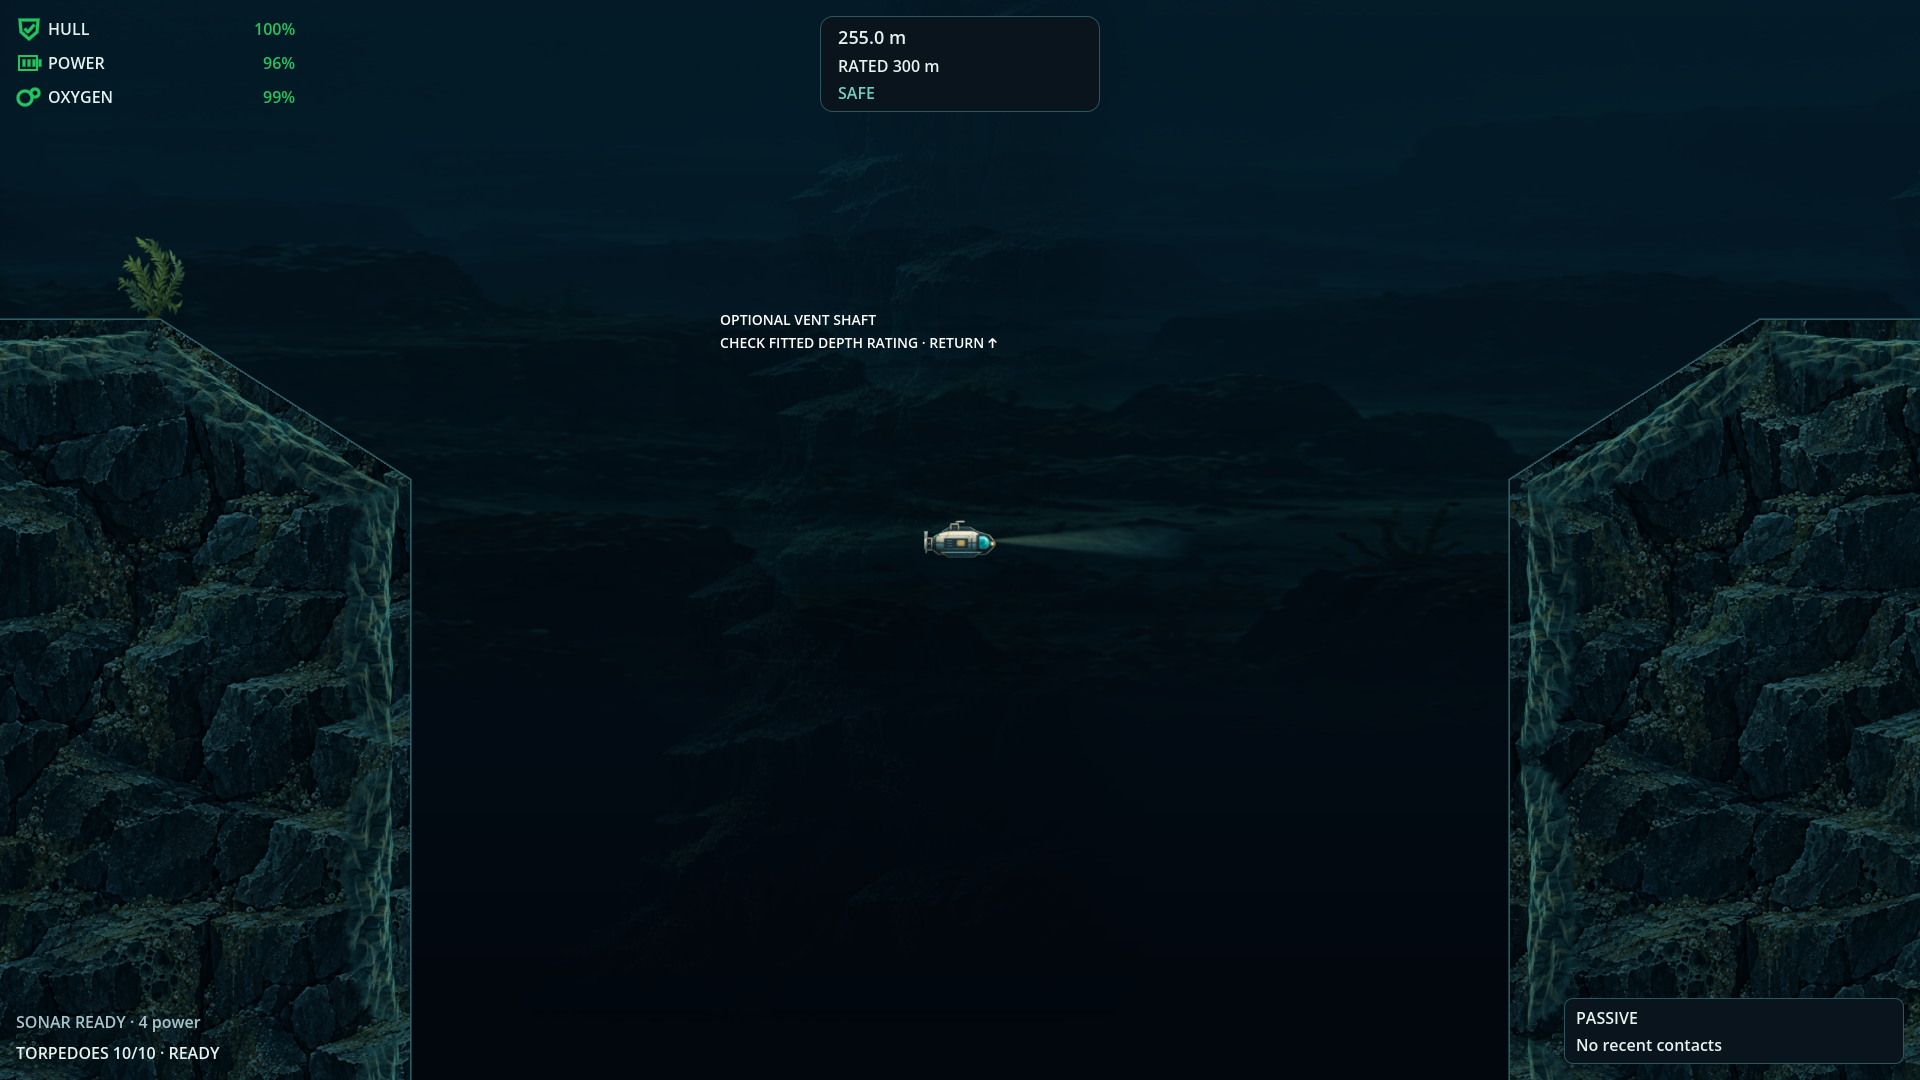 HULL 100%
POWER 96%
OXYGEN 99%
255.0 m
RATED 300 m
SAFE
OPTIONAL VENT SHAFT
CHECK FITTED DEPTH RATING · RETURN ↑
SONAR READY · 4 power
TORPEDOES 10/10 · READY
PASSIVE
No recent contacts